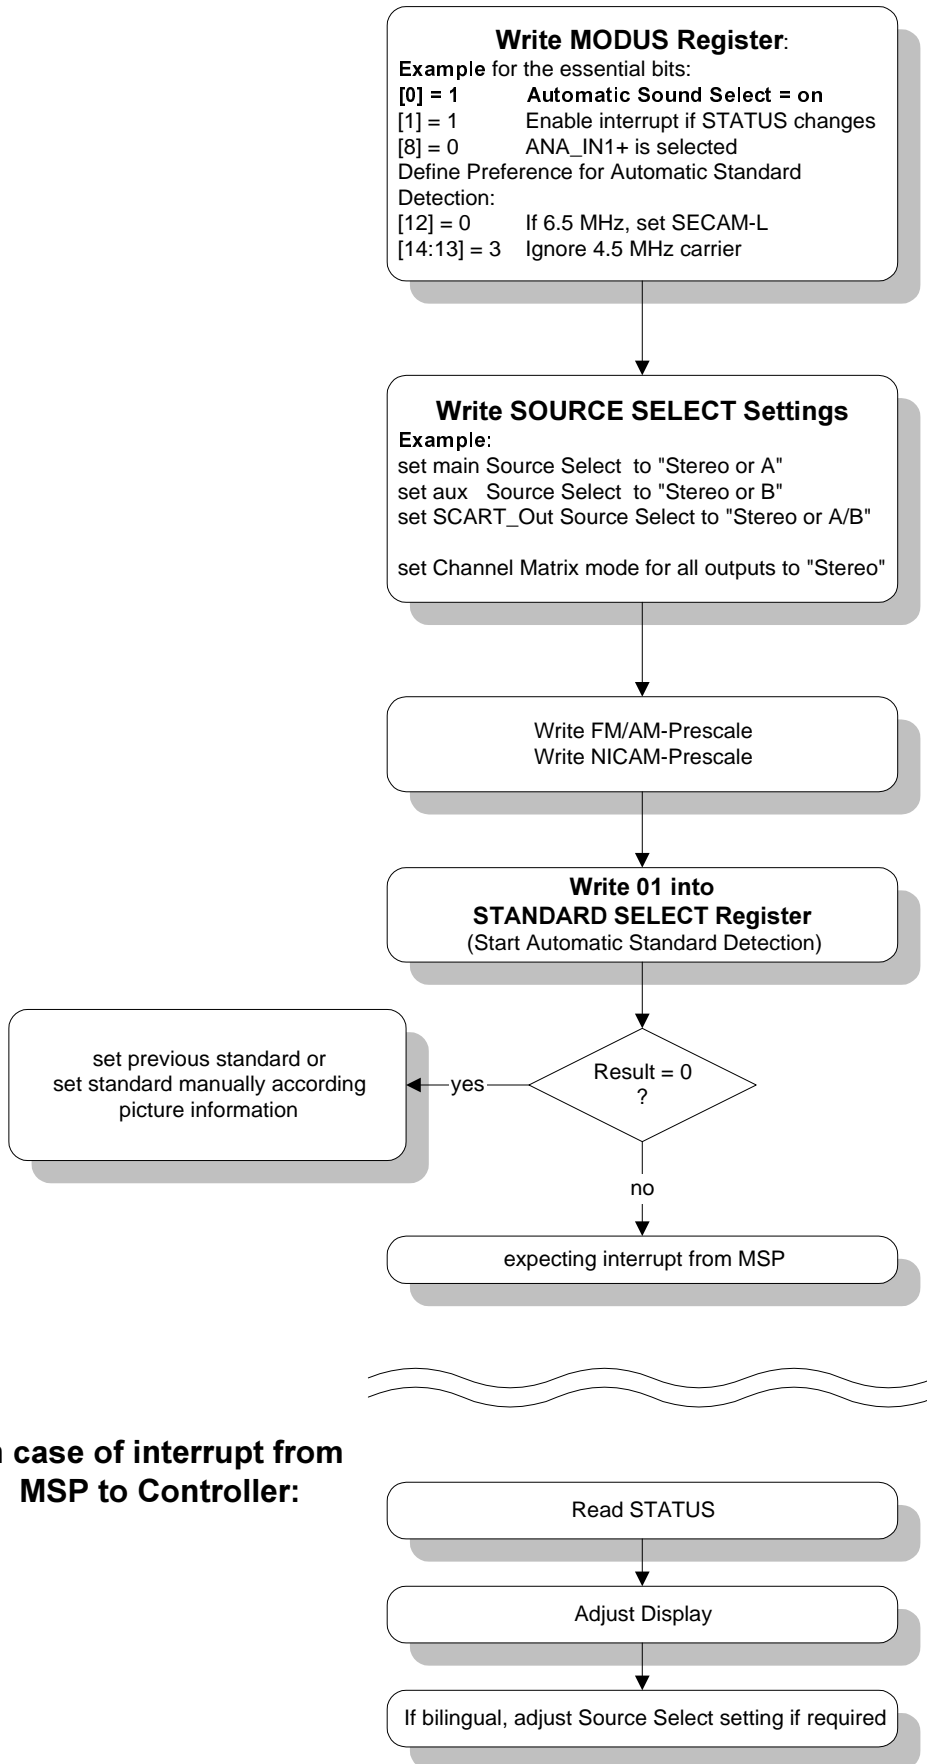 Write MODUS Register:
Example for the essential bits:
[0] = 1 Automatic Sound Select = on
[1] = 1 Enable interrupt if STATUS changes
[8] = 0 ANA_IN1+ is selected
Define Preference for Automatic Standard
Detection:
[12] = 0 If 6.5 MHz, set SECAM-L
[14:13] = 3 Ignore 4.5 MHz carrier
Write SOURCE SELECT Settings
Example:
set main Source Select to "Stereo or A"
set aux Source Select to "Stereo or B"
set SCART_Out Source Select to "Stereo or A/B"
set Channel Matrix mode for all outputs to "Stereo"
Write FM/AM-Prescale
Write NICAM-Prescale
Write 01 into
STANDARD SELECT Register
(Start Automatic Standard Detection)
Result = 0
?
yes
set previous standard or
set standard manually according
picture information
no
expecting interrupt from MSP
case of interrupt from
MSP to Controller:
Read STATUS
Adjust Display
If bilingual, adjust Source Select setting if required